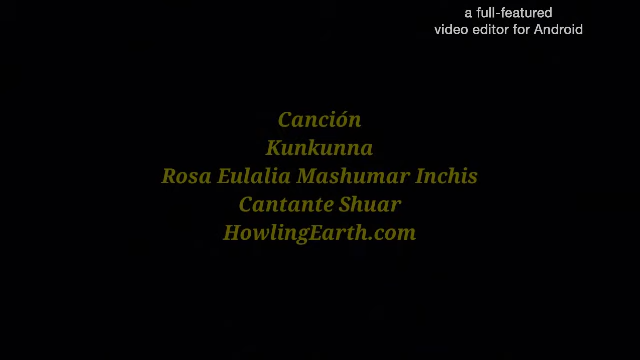 a full-featured
video editor for Android
Canción
Kunkunna
Rosa Eulalia Mashumar Inchis
Cantante Shuar
HowlingEarth.com